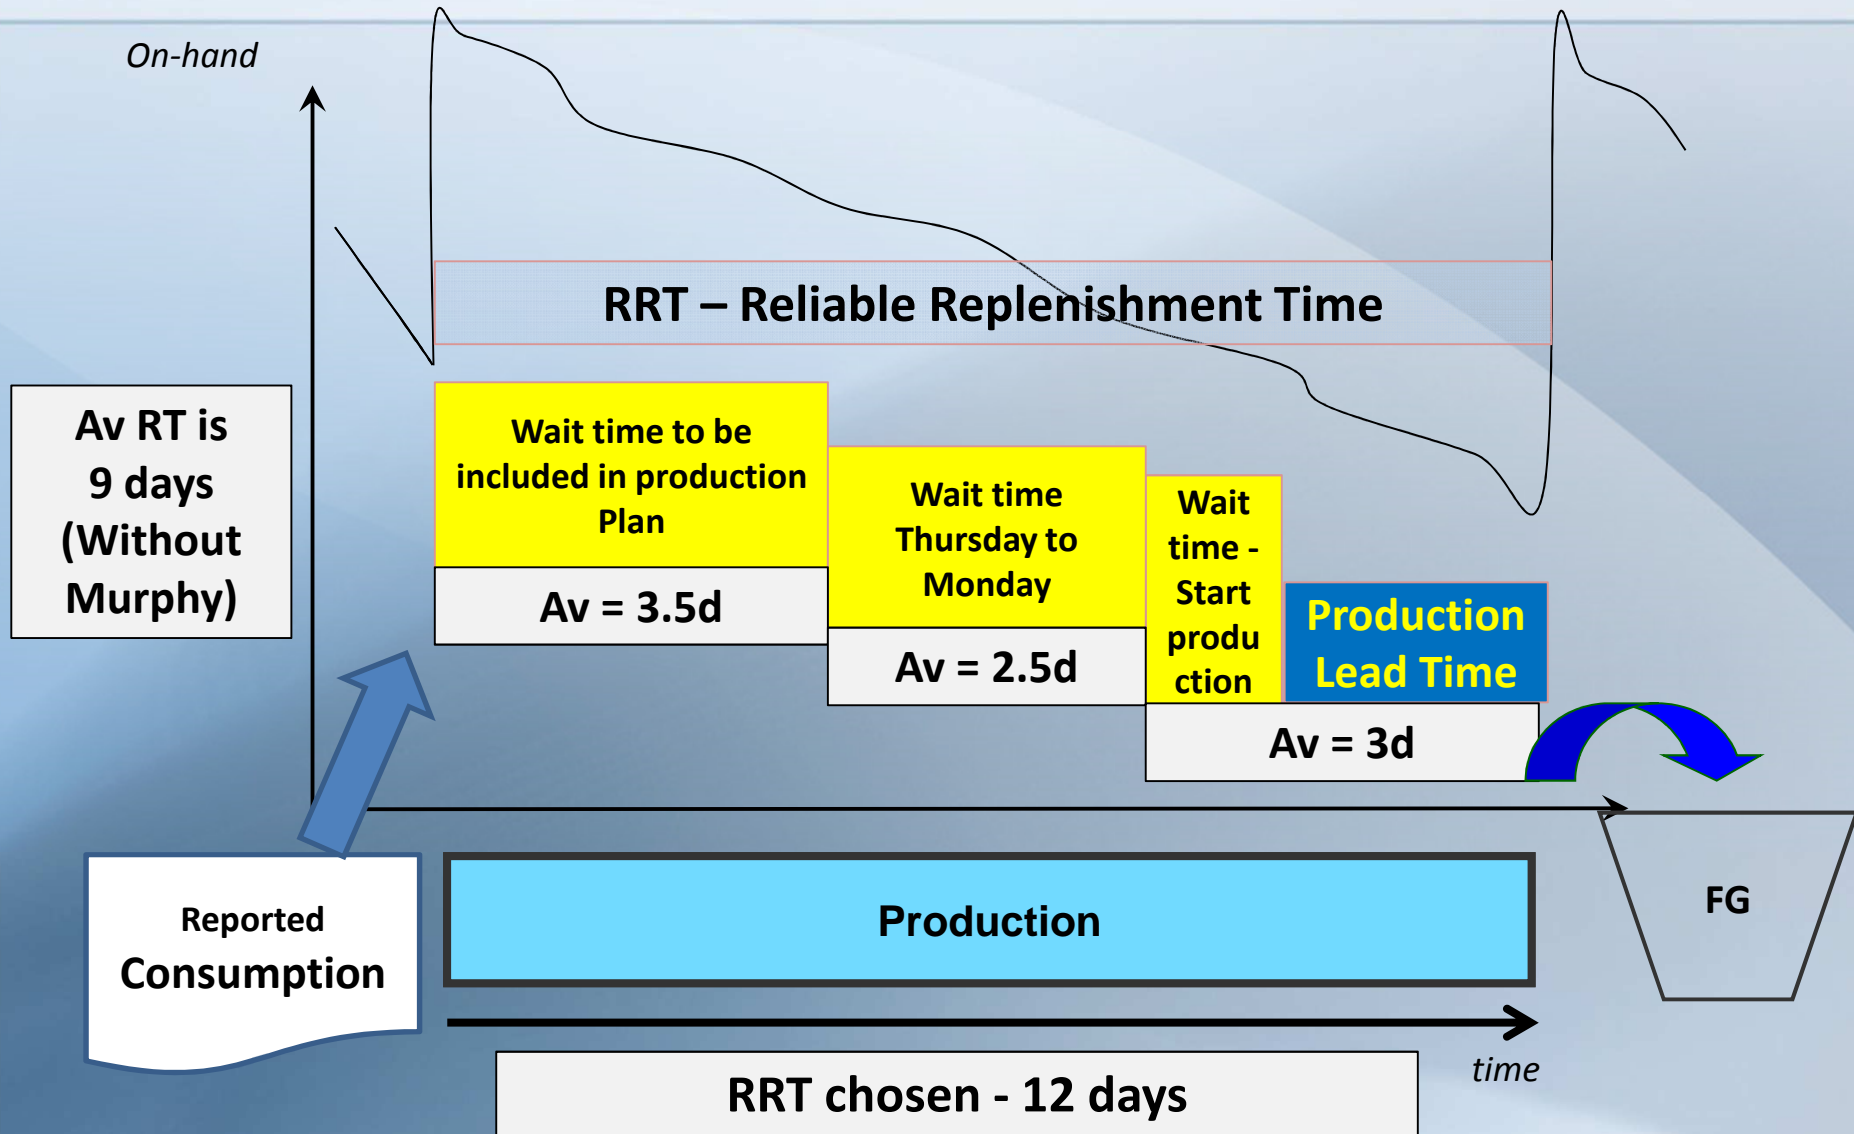 On-hand
RRT – Reliable Replenishment Time
Av RT is
9 days
(Without
Murphy)
Wait time to be
included in production
Plan
Av = 3.5d
Wait time
Thursday to
Monday
Av = 2.5d
Wait
time -
Start
produ
ction
Production
Lead Time
Av = 3d
Reported
Consumption
Production
FG
time
RRT chosen - 12 days